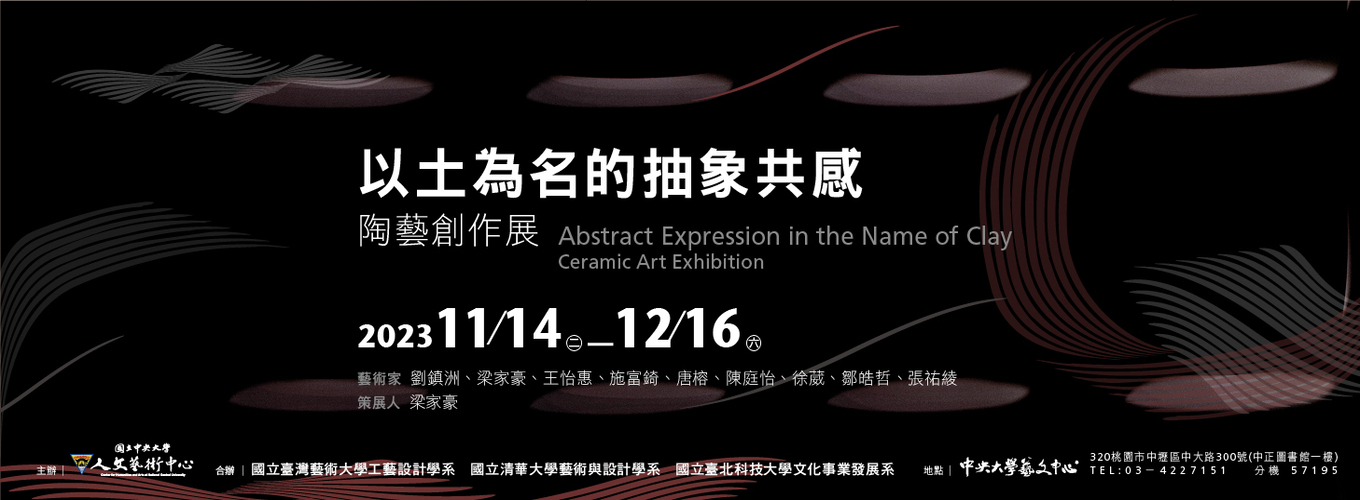 以土為名的抽象共感
陶藝創作展 Abstract Expression in the Name of Clay
Ceramic Art Exhibition
2023 11/14 ㊁ — 12/16 ㊅
藝術家 劉鎮洲、梁家豪、王怡惠、施富錡、唐榕、陳庭怡、徐葳、鄒皓哲、張祐綾
策展人 梁家豪
主辦 | 國立中央大學 人文藝術中心
合辦 | 國立臺灣藝術大學工藝設計學系 國立清華大學藝術與設計學系 國立臺北科技大學文化事業發展系
地點 | 中央大學藝文中心
320桃園市中壢區中大路300號(中正圖書館一樓)
TEL:03－4227151 分機 57195